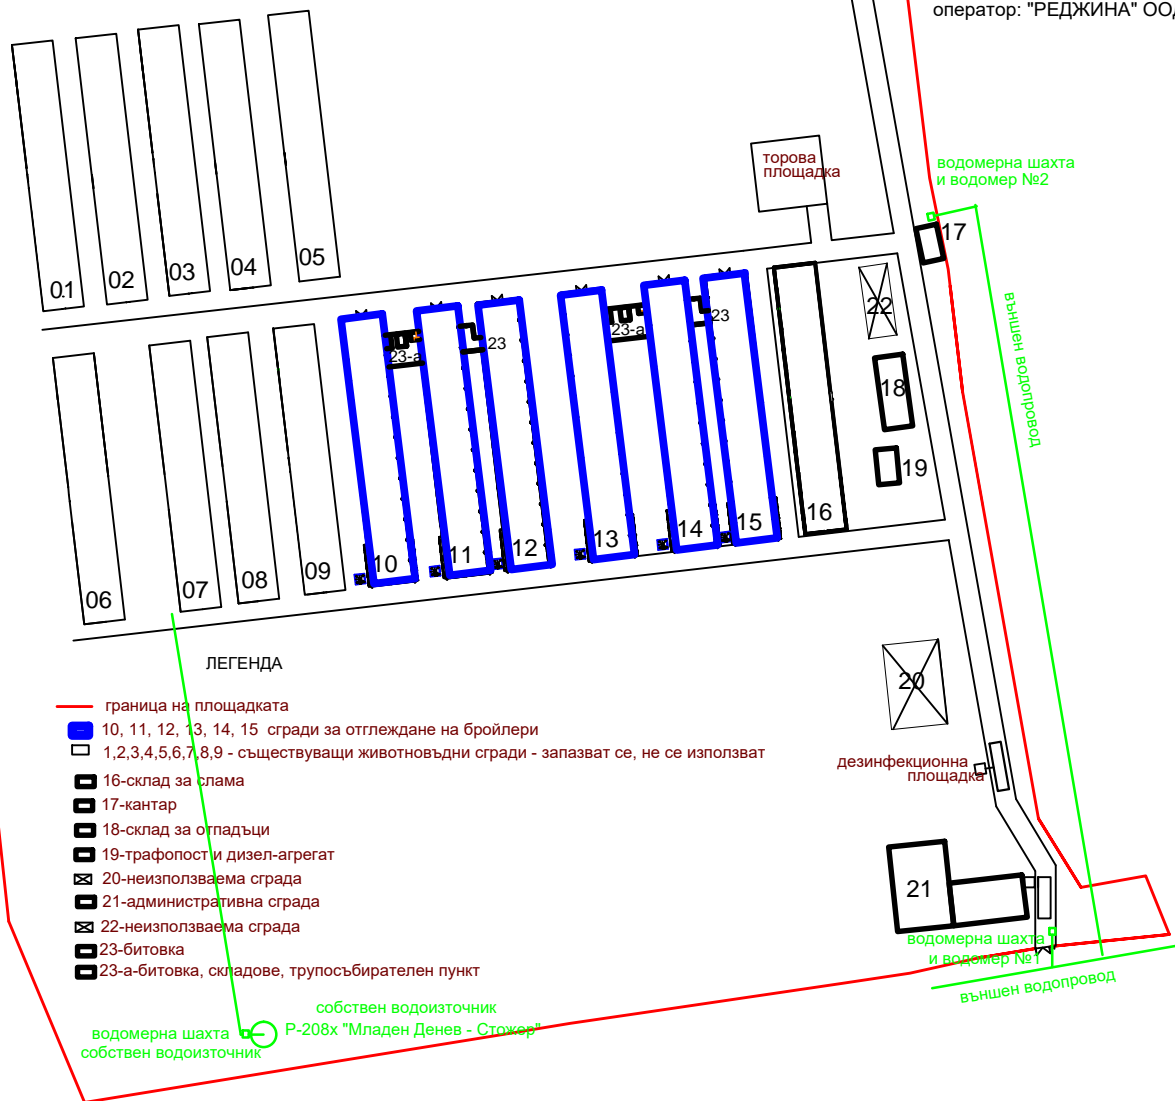 оператор: "РЕДЖИНА" ООД
торова
площадка
водомерна шахта
и водомер №2
17
05
04
03
02
01
22
външен водопровод
23-а
23
23-а
23
18
19
16
15
14
13
12
11
10
09
08
07
06
ЛЕГЕНДА
20
граница на площадката
10, 11, 12, 13, 14, 15 сгради за отглеждане на бройлери
1,2,3,4,5,6,7,8,9 - съществуващи животновъдни сгради - запазват се, не се използват
дезинфекционна
площадка
16-склад за слама
17-кантар
18-склад за отпадъци
19-трафопост и дизел-агрегат
20-неизползваема сграда
21-административна сграда
22-неизползваема сграда
23-битовка
23-а-битовка, складове, трупосъбирателен пункт
21
водомерна шахта
и водомер №1
външен водопровод
собствен водоизточник
Р-208х "Младен Денев - Стожер"
водомерна шахта
собствен водоизточник